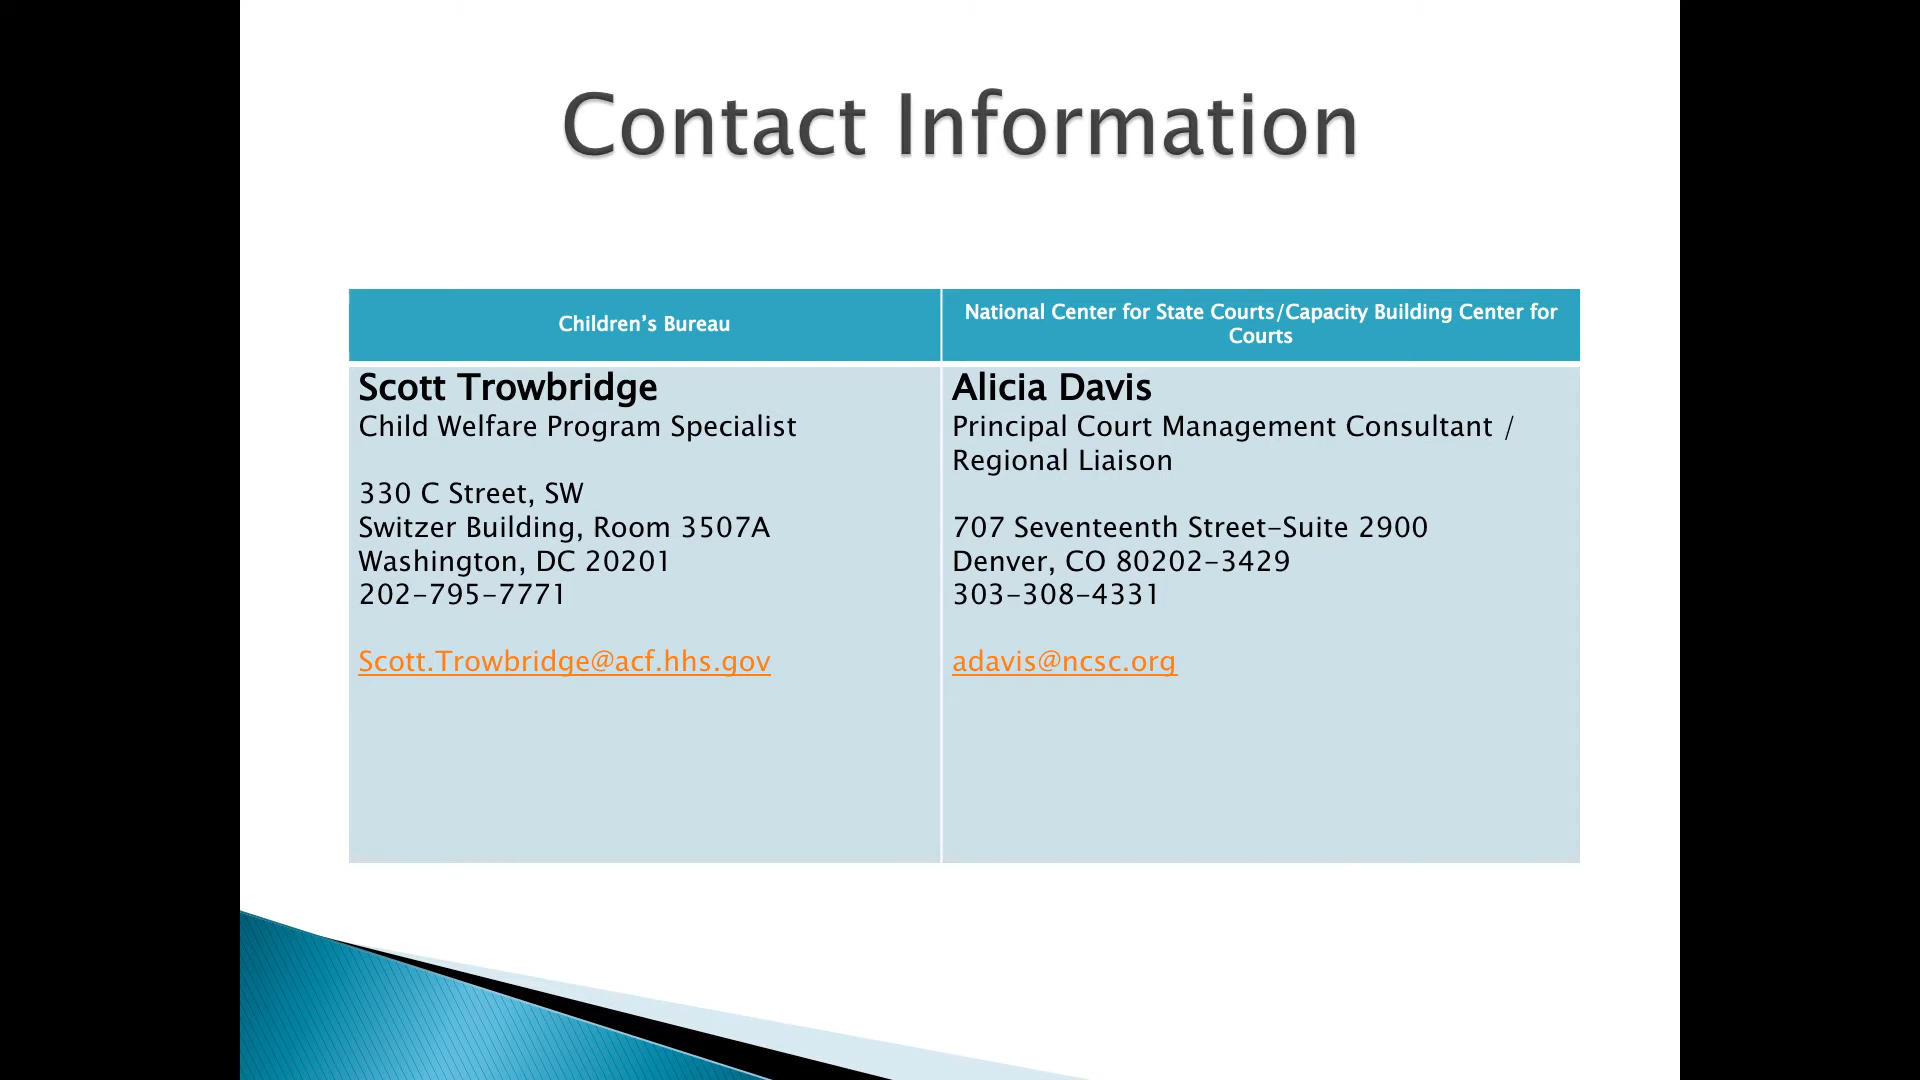 Contact Information
Children's Bureau
National Center for State Courts/Capacity Building Center for
Courts
Scott Trowbridge
Child Welfare Program Specialist
330 C Street, SW
Switzer Building, Room 3507A
Washington, DC 20201
202-795-7771
Scott.Trowbridge@acf.hhs.gov
Alicia Davis
Principal Court Management Consultant /
Regional Liaison
707 Seventeenth Street-Suite 2900
Denver, CO 80202-3429
303-308-4331
adavis@ncsc.org